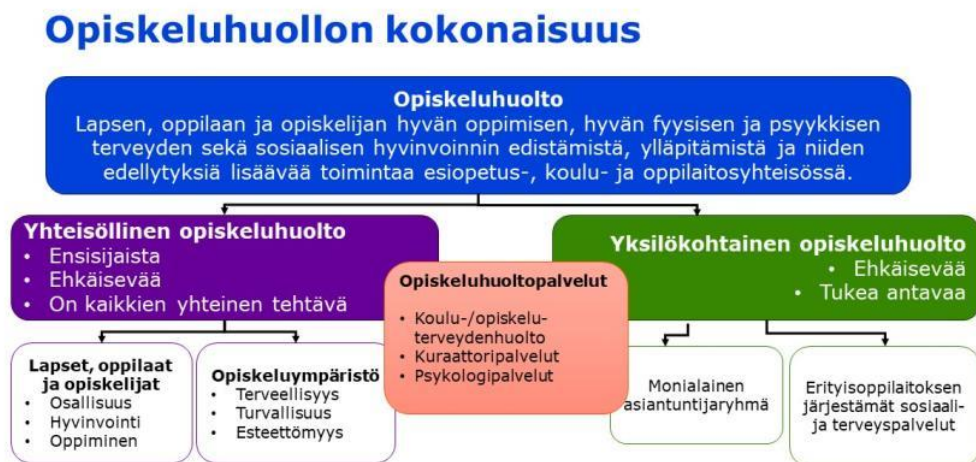 Opiskeluhuollon kokonaisuus
Opiskeluhuolto
Lapsen, oppilaan ja opiskelijan hyvän oppimisen, hyvän fyysisen ja psyykkisen
terveyden sekä sosiaalisen hyvinvoinnin edistämistä, ylläpitämistä ja niiden
edellytyksiä lisäävää toimintaa esiopetus-, koulu- ja oppilaitosyhteisössä.
Yhteisöllinen opiskeluhuolto
• Ensisijaista
• Ehkäisevää
• On kaikkien yhteinen tehtävä
Yksilökohtainen opiskeluhuolto
• Ehkäisevää
• Tukea antavaa
Opiskeluhuoltopalvelut
• Koulu-/opiskelu-
terveydenhuolto
• Kuraattoripalvelut
• Psykologipalvelut
Lapset, oppilaat
ja opiskelijat
• Osallisuus
• Hyvinvointi
• Oppiminen
Opiskeluympäristö
• Terveellisyys
• Turvallisuus
• Esteettömyys
Monialainen
asiantuntijaryhmä
Erityisoppilaitoksen
järjestämät sosiaali-
ja terveyspalvelut